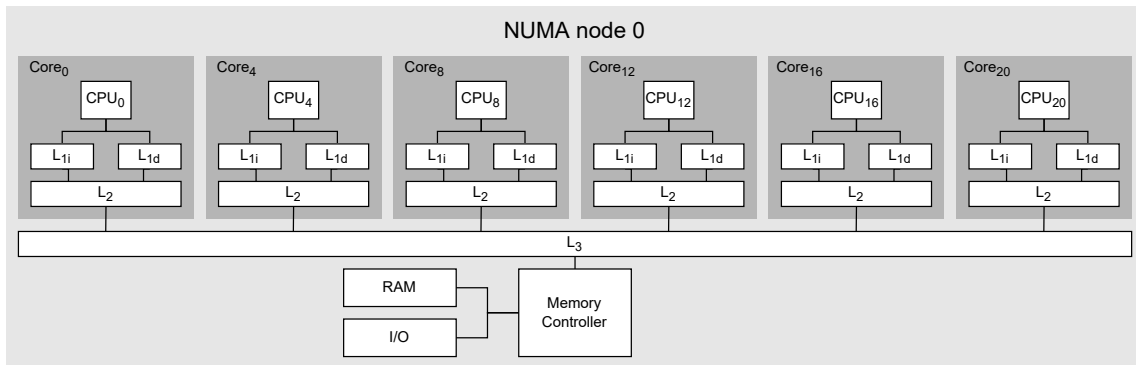 NUMA node 0
Core0 Core4 Core8 Core12 Core16 Core20
CPU0 CPU4 CPU8 CPU12 CPU16 CPU20
L1i L1d L1i L1d L1i L1d L1i L1d L1i L1d L1i L1d
L2 L2 L2 L2 L2 L2
L3
RAM
Memory
Controller
I/O